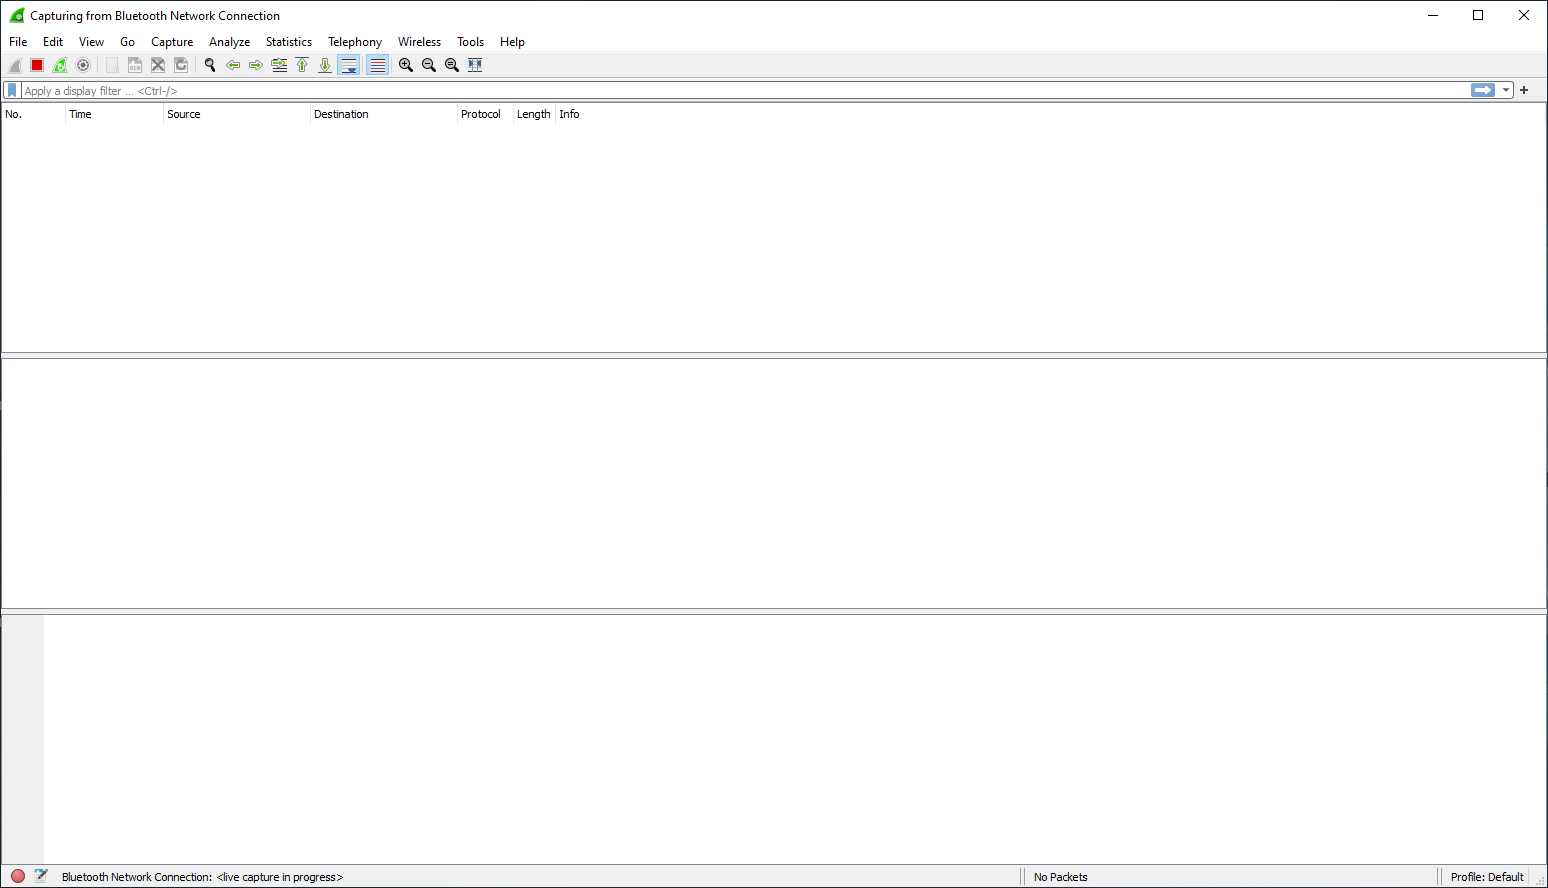 Capturing from Bluetooth Network Connection
File Edit View Go Capture Analyze Statistics Telephony Wireless Tools Help
Apply a display filter ... <Ctrl-/>
No. Time Source Destination Protocol Length Info
Bluetooth Network Connection: <live capture in progress> No Packets Profile: Default